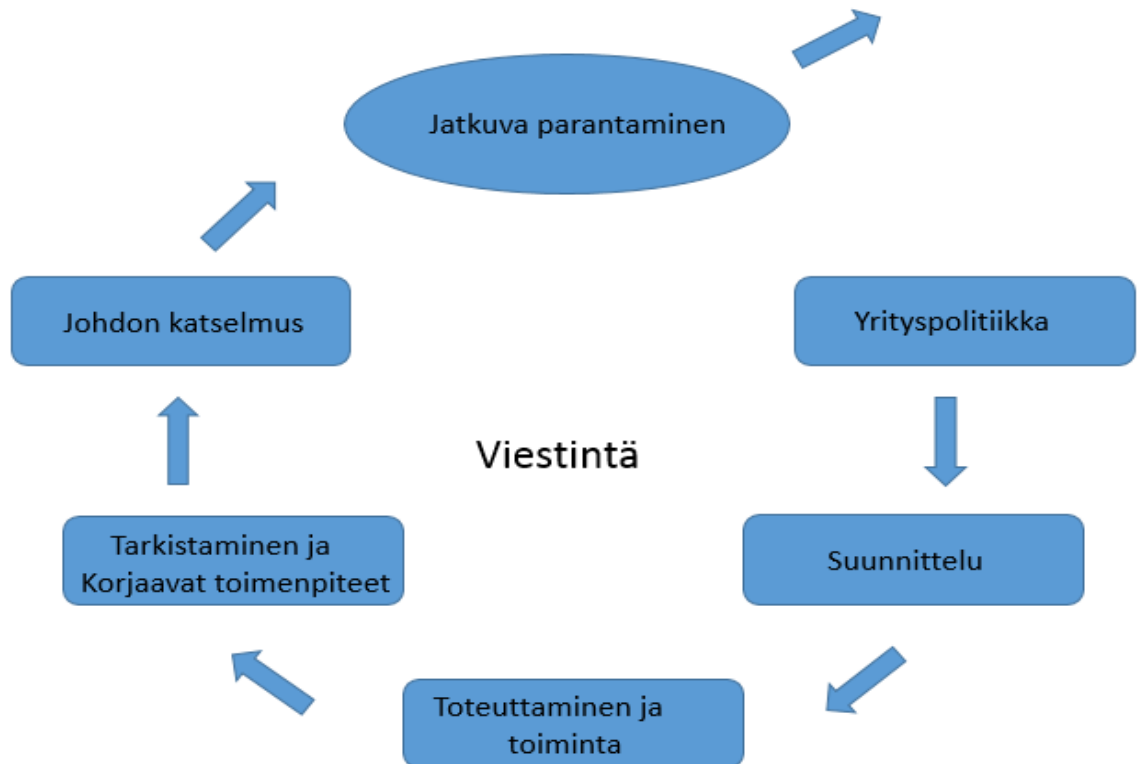 Jatkuva parantaminen
Johdon katselmus
Yrityspolitiikka
Viestintä
Tarkistaminen ja
Korjaavat toimenpiteet
Suunnittelu
Toteuttaminen ja
toiminta